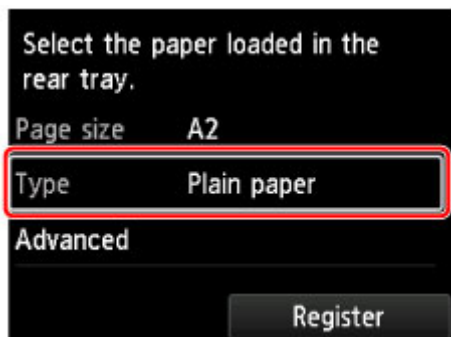 Select the paper loaded in the
rear tray.
Page size A2
Type Plain paper
Advanced
Register